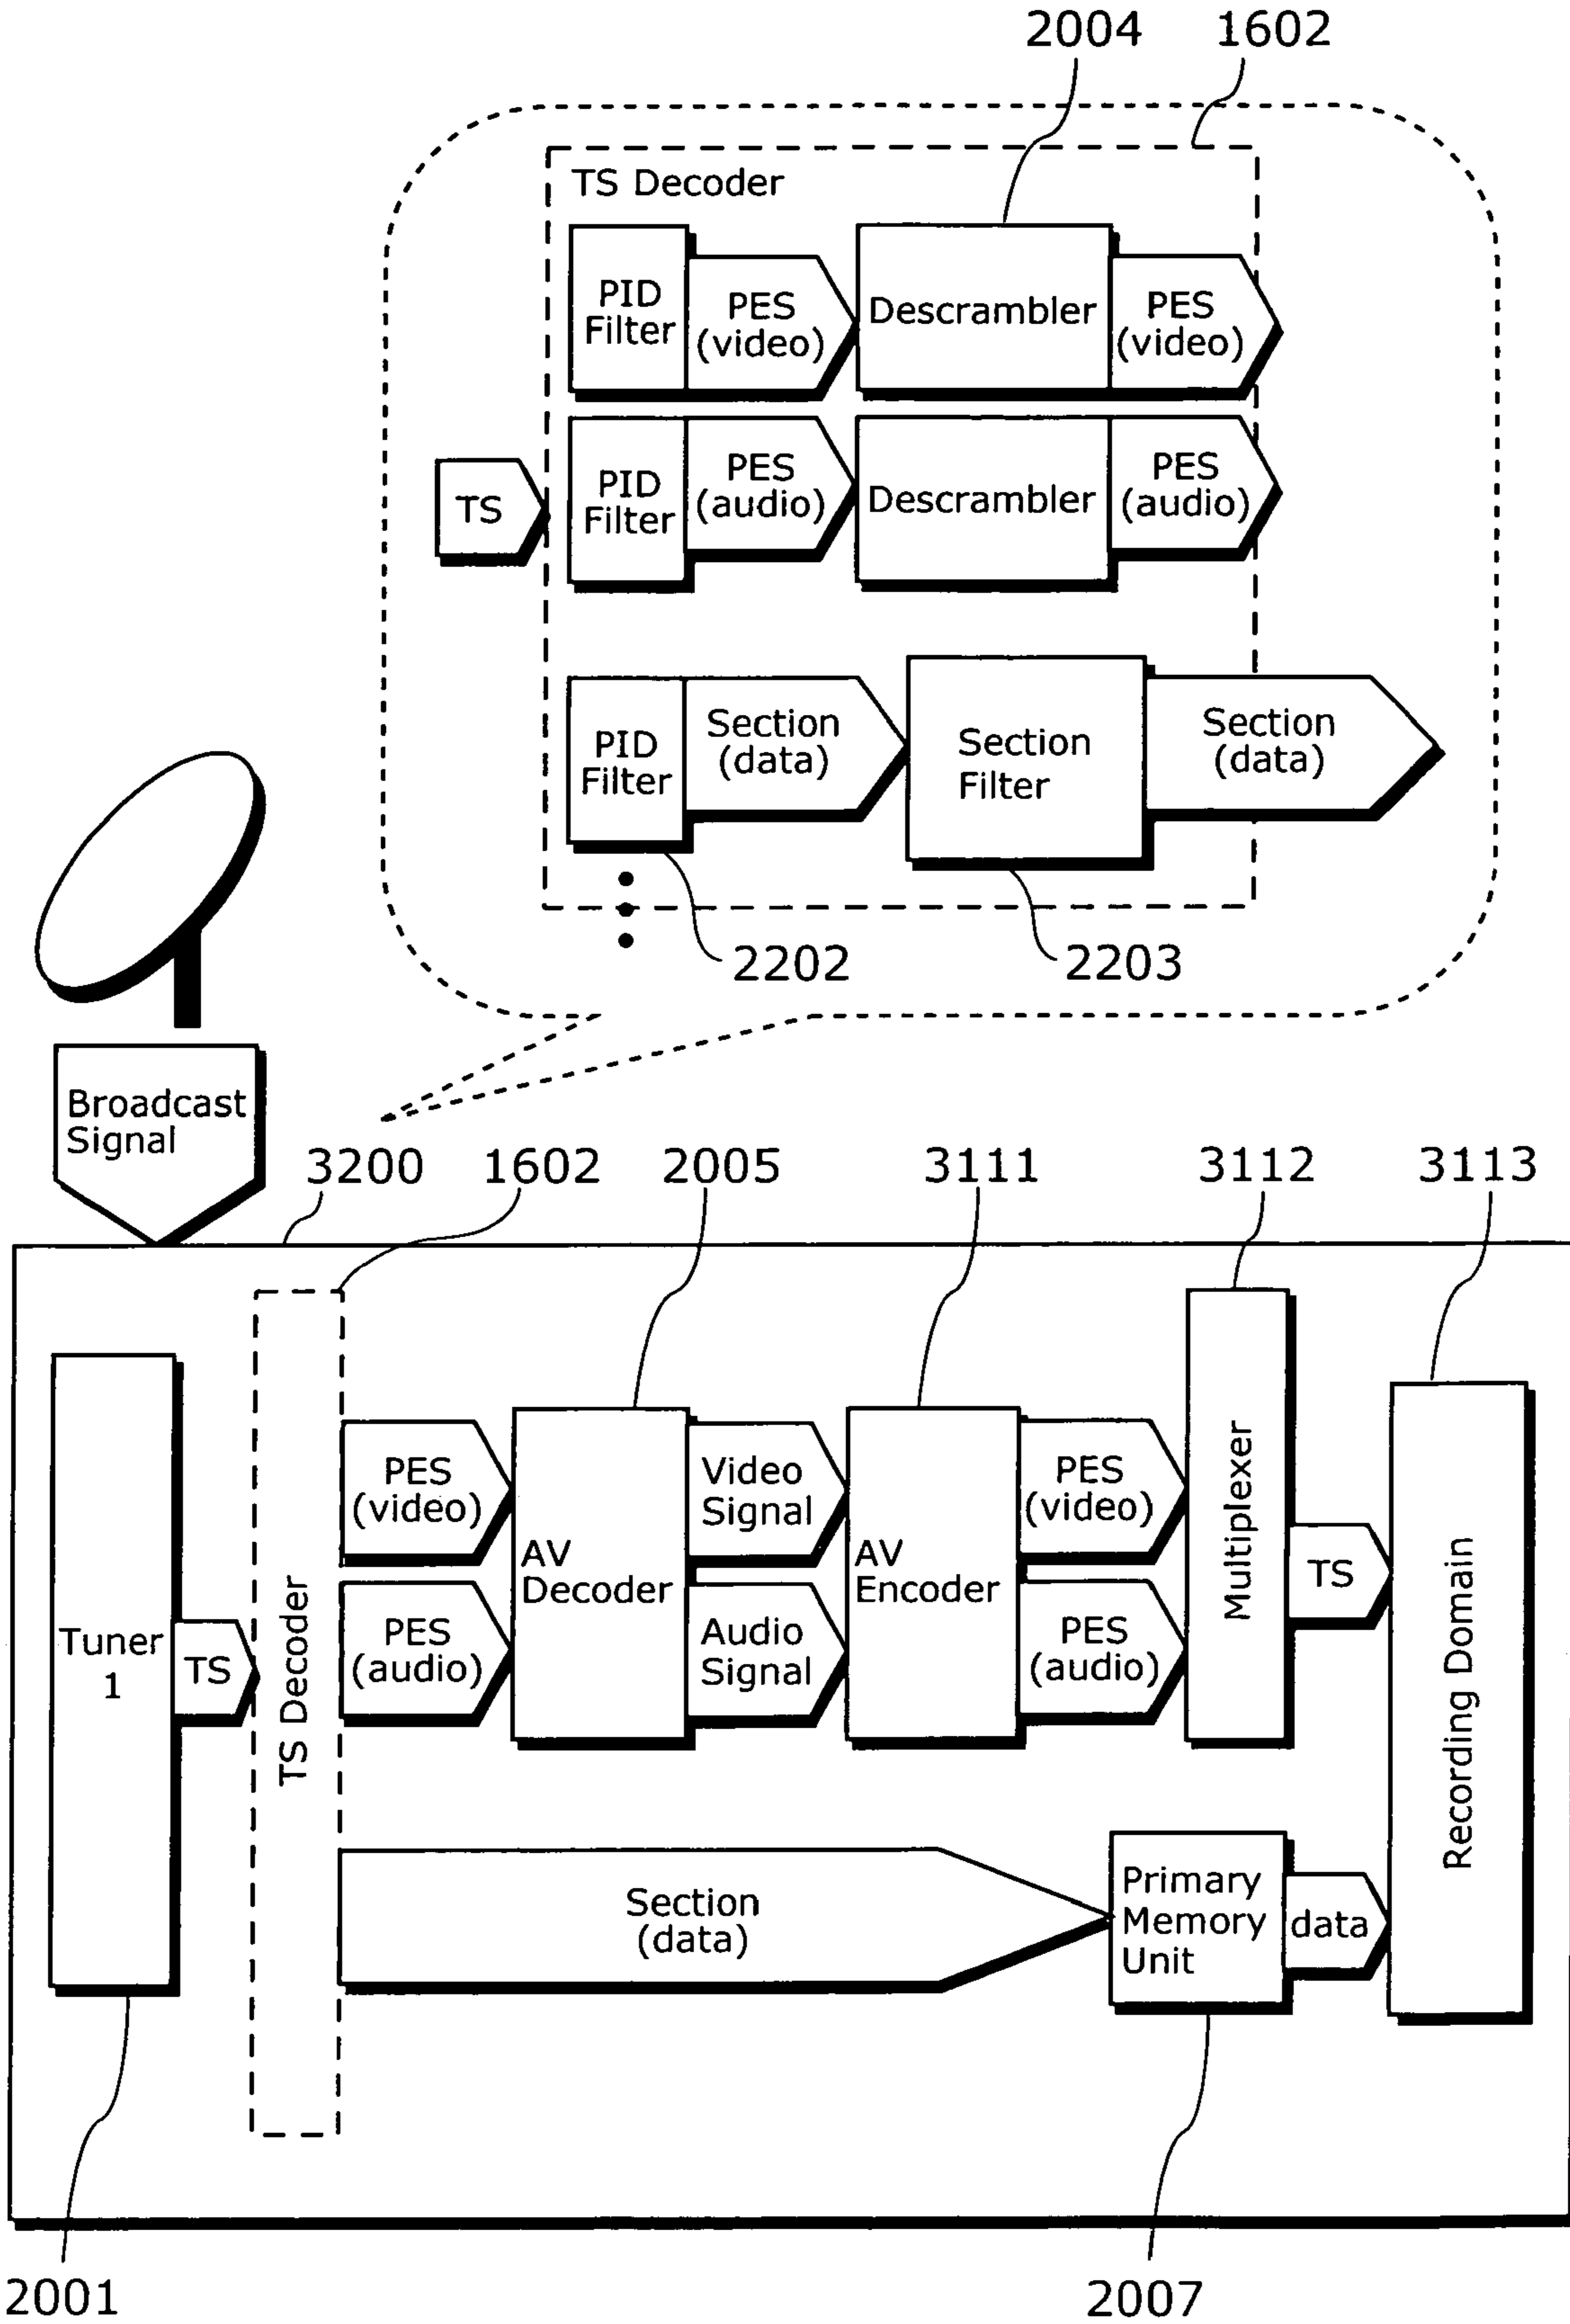 2004
1602
TS Decoder
PID
Filter
PES
(video)
Descrambler
PES
(video)
TS
PID
Filter
PES
(audio)
Descrambler
PES
(audio)
PID
Filter
Section
(data)
Section
Filter
Section
(data)
2202
2203
Broadcast
Signal
3200
1602
2005
3111
3112
3113
Tuner
1
TS
TS Decoder
PES
(video)
PES
(audio)
AV
Decoder
Video
Signal
Audio
Signal
AV
Encoder
PES
(video)
PES
(audio)
Multiplexer
TS
Recording Domain
Section
(data)
Primary
Memory
Unit
data
2001
2007